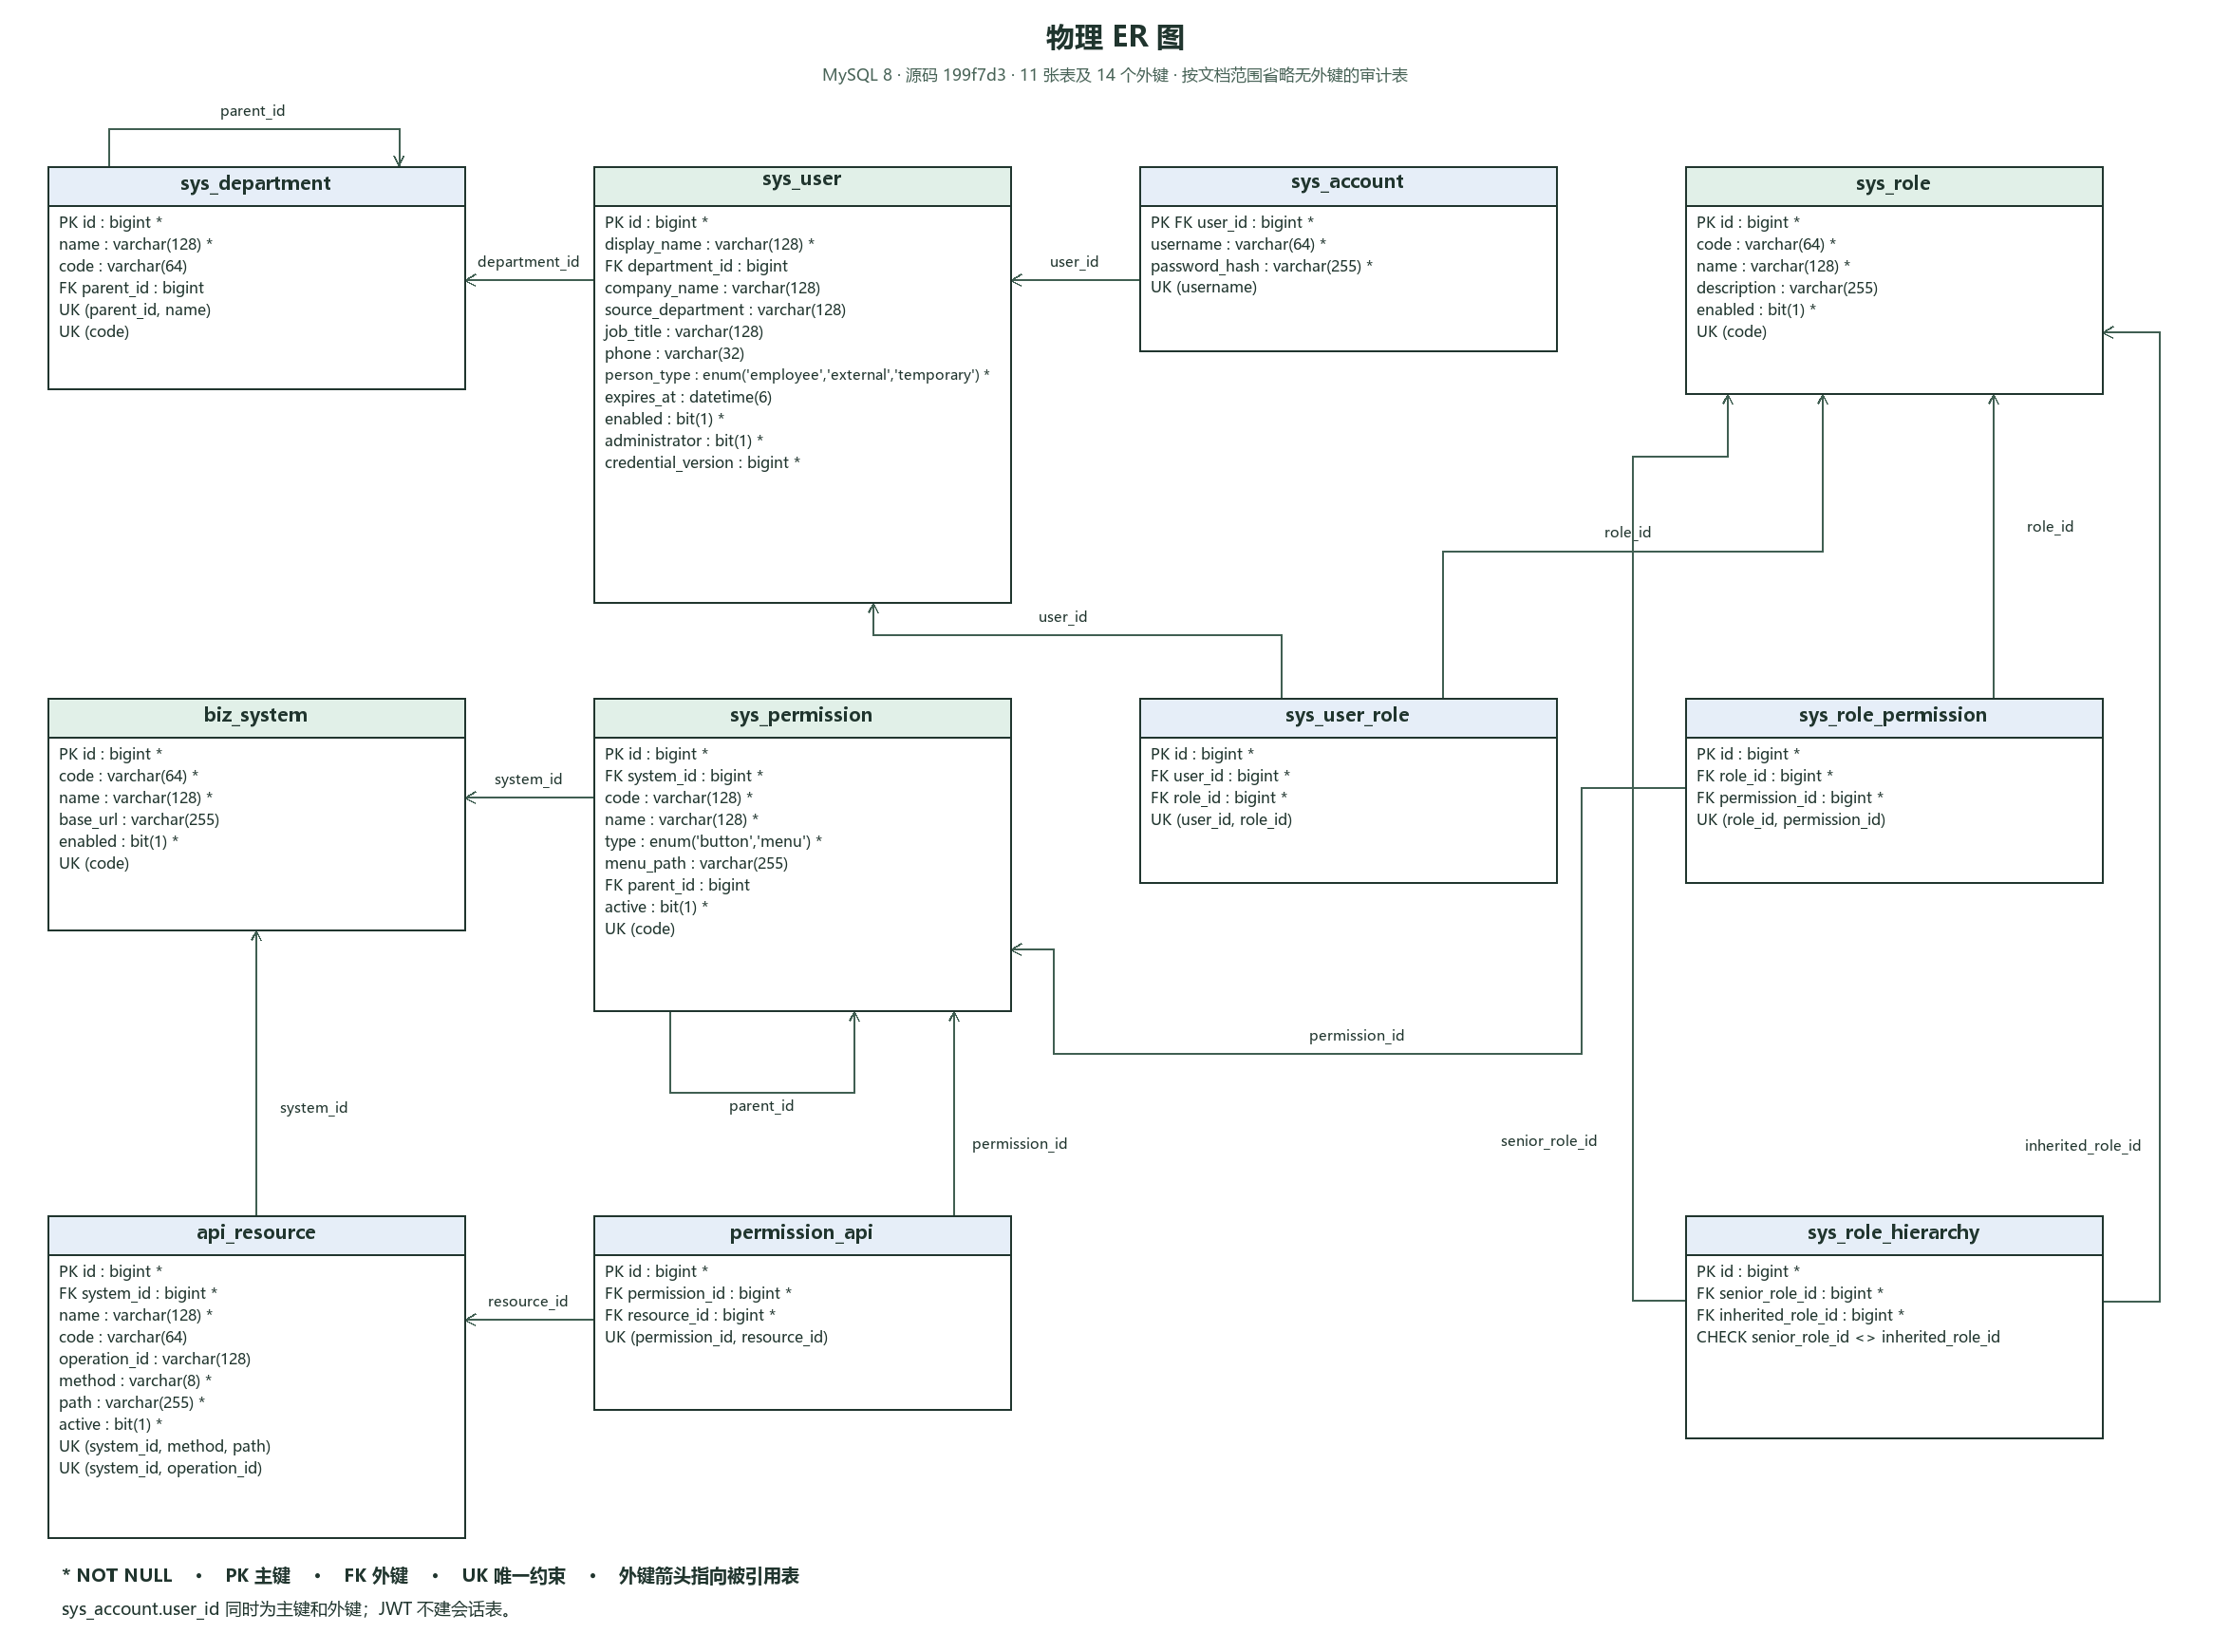 物理 ER 图
MySQL 8 · 源码 199f7d3 · 11 张表及 14 个外键 · 按文档范围省略无外键的审计表
parent_id
sys_department
PK id : bigint *
name : varchar(128) *
code : varchar(64)
FK parent_id : bigint
UK (parent_id, name)
UK (code)
department_id
sys_user
PK id : bigint *
display_name : varchar(128) *
FK department_id : bigint
company_name : varchar(128)
source_department : varchar(128)
job_title : varchar(128)
phone : varchar(32)
person_type : enum('employee','external','temporary') *
expires_at : datetime(6)
enabled : bit(1) *
administrator : bit(1) *
credential_version : bigint *
user_id
sys_account
PK FK user_id : bigint *
username : varchar(64) *
password_hash : varchar(255) *
UK (username)
sys_role
PK id : bigint *
code : varchar(64) *
name : varchar(128) *
description : varchar(255)
enabled : bit(1) *
UK (code)
role_id
role_id
user_id
biz_system
PK id : bigint *
code : varchar(64) *
name : varchar(128) *
base_url : varchar(255)
enabled : bit(1) *
UK (code)
system_id
sys_permission
PK id : bigint *
FK system_id : bigint *
code : varchar(128) *
name : varchar(128) *
type : enum('button','menu') *
menu_path : varchar(255)
FK parent_id : bigint
active : bit(1) *
UK (code)
sys_user_role
PK id : bigint *
FK user_id : bigint *
FK role_id : bigint *
UK (user_id, role_id)
sys_role_permission
PK id : bigint *
FK role_id : bigint *
FK permission_id : bigint *
UK (role_id, permission_id)
permission_id
system_id
parent_id
permission_id
senior_role_id
inherited_role_id
api_resource
PK id : bigint *
FK system_id : bigint *
name : varchar(128) *
code : varchar(64)
operation_id : varchar(128)
method : varchar(8) *
path : varchar(255) *
active : bit(1) *
UK (system_id, method, path)
UK (system_id, operation_id)
resource_id
permission_api
PK id : bigint *
FK permission_id : bigint *
FK resource_id : bigint *
UK (permission_id, resource_id)
sys_role_hierarchy
PK id : bigint *
FK senior_role_id : bigint *
FK inherited_role_id : bigint *
CHECK senior_role_id <> inherited_role_id
* NOT NULL • PK 主键 • FK 外键 • UK 唯一约束 • 外键箭头指向被引用表
sys_account.user_id 同时为主键和外键；JWT 不建会话表。